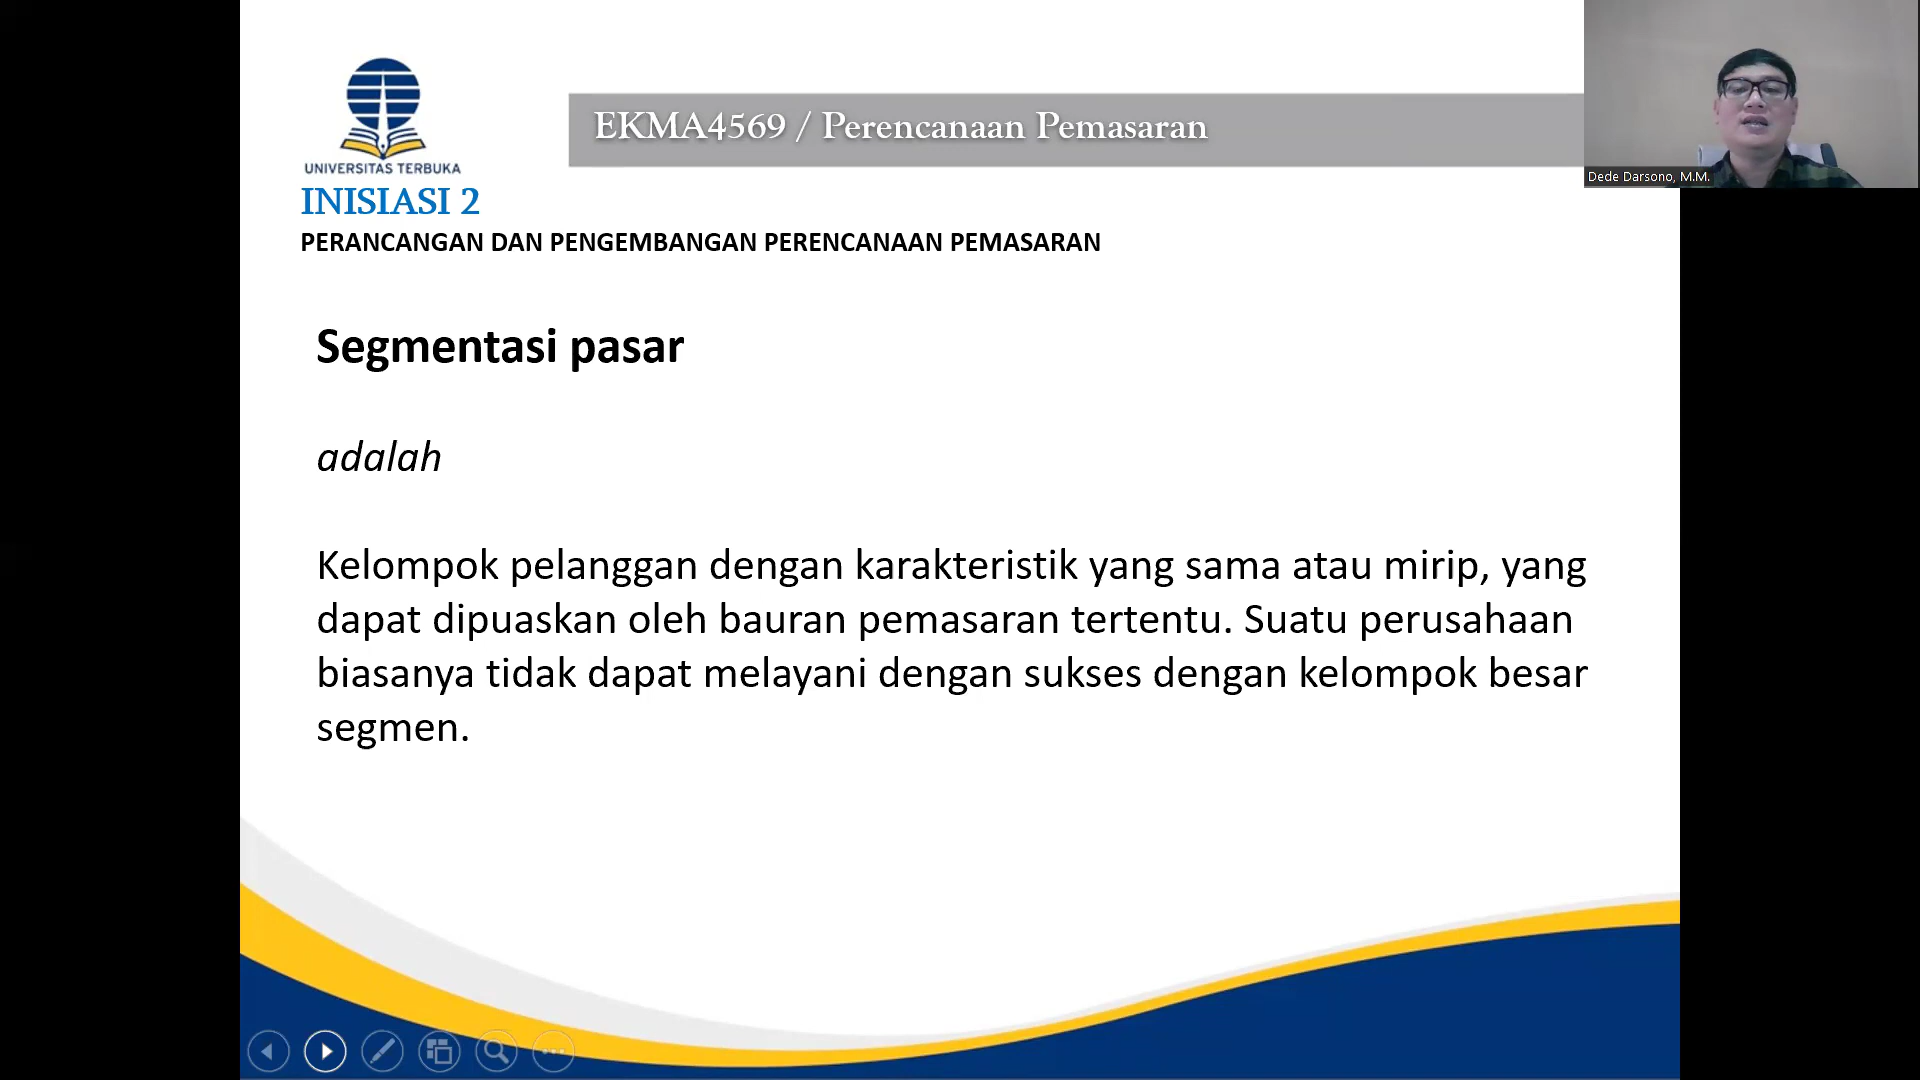 UNIVERSITAS TERBUKA
EKMA4569 / Perencanaan Pemasaran
Dede Darsono, M.M.
INISIASI 2
PERANCANGAN DAN PENGEMBANGAN PERENCANAAN PEMASARAN
Segmentasi pasar
adalah
Kelompok pelanggan dengan karakteristik yang sama atau mirip, yang
dapat dipuaskan oleh bauran pemasaran tertentu. Suatu perusahaan
biasanya tidak dapat melayani dengan sukses dengan kelompok besar
segmen.